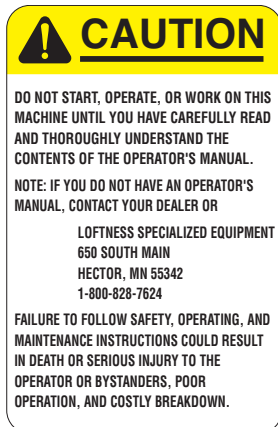 CAUTION
DO NOT START, OPERATE, OR WORK ON THIS
MACHINE UNTIL YOU HAVE CAREFULLY READ
AND THOROUGHLY UNDERSTAND THE
CONTENTS OF THE OPERATOR'S MANUAL.
NOTE: IF YOU DO NOT HAVE AN OPERATOR'S
MANUAL, CONTACT YOUR DEALER OR
LOFTNESS SPECIALIZED EQUIPMENT
650 SOUTH MAIN
HECTOR, MN 55342
1-800-828-7624
FAILURE TO FOLLOW SAFETY, OPERATING, AND
MAINTENANCE INSTRUCTIONS COULD RESULT
IN DEATH OR SERIOUS INJURY TO THE
OPERATOR OR BYSTANDERS, POOR
OPERATION, AND COSTLY BREAKDOWN.